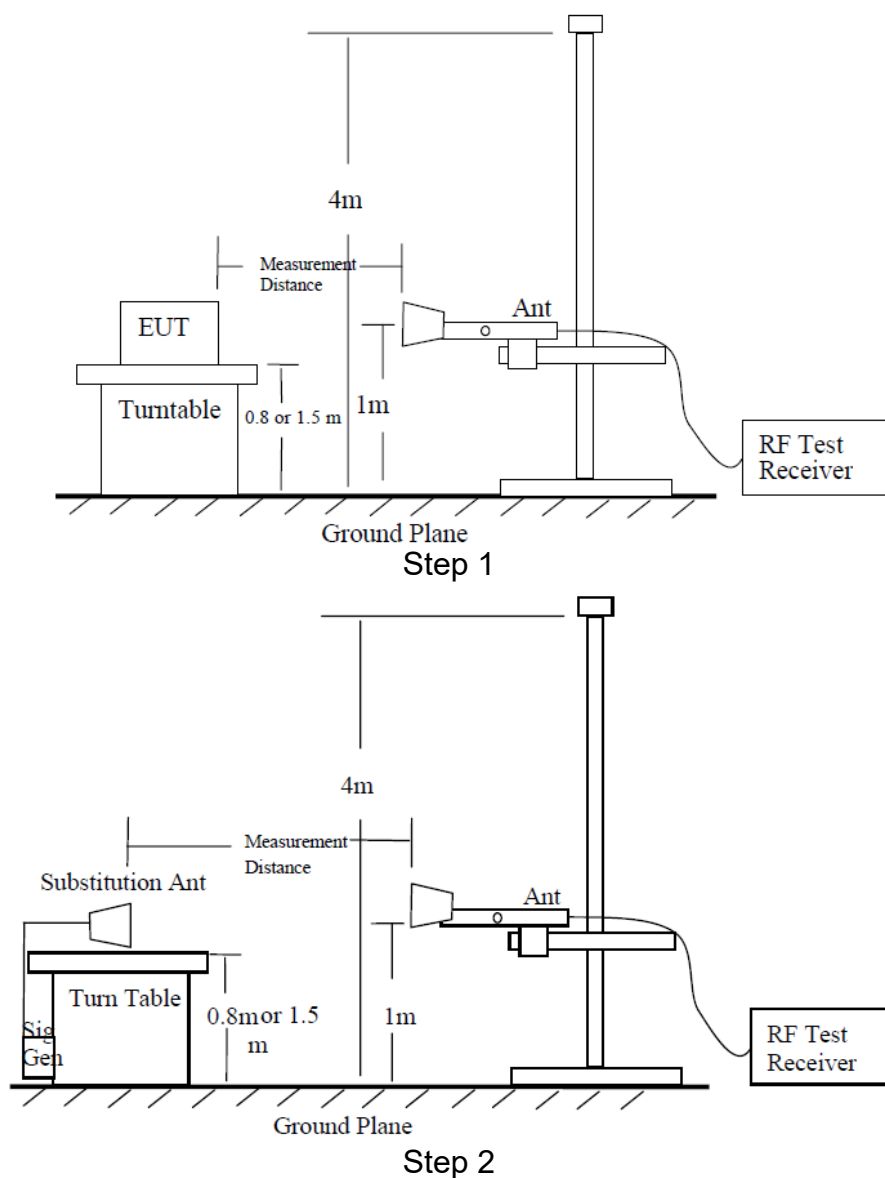 4m
Measurement
Distance
EUT
Ant
Turntable
0.8 or 1.5 m
1m
RF Test
Receiver
Ground Plane
Step 1
4m
Measurement
Distance
Substitution Ant
Ant
Turn Table
0.8m or 1.5
m
1m
Sig
Gen
RF Test
Receiver
Ground Plane
Step 2